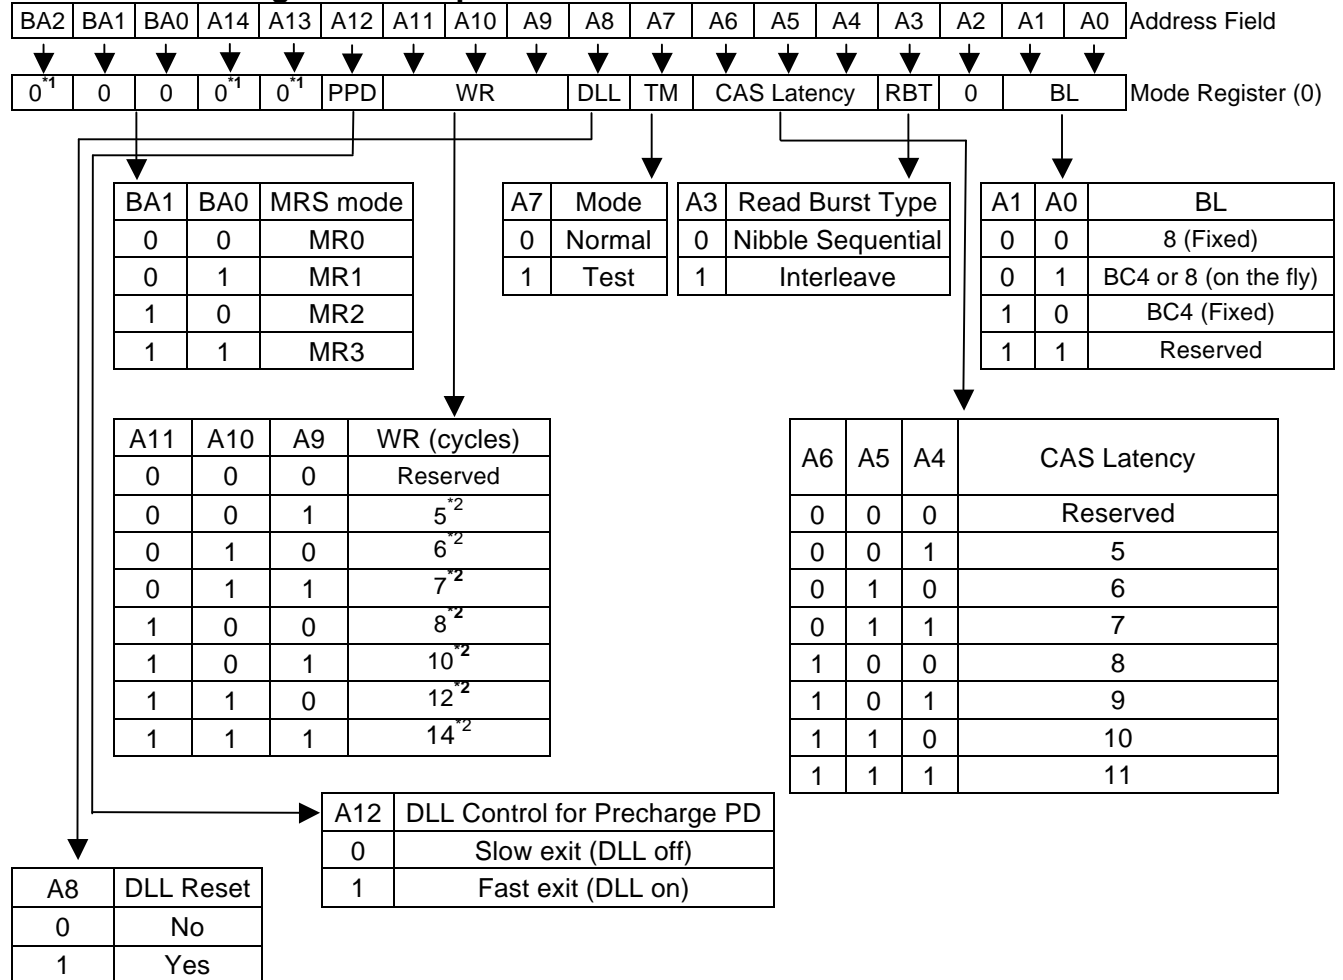 BA2 BA1 BA0 A14 A13 A12 A11 A10 A9 A8 A7 A6 A5 A4 A3 A2 A1 A0 Address Field
0*1 0 0 0*1 0*1 PPD WR DLL TM CAS Latency RBT 0 BL Mode Register (0)
BA1 BA0 MRS mode
0 0 MR0
0 1 MR1
1 0 MR2
1 1 MR3
A7 Mode
0 Normal
1 Test
A3 Read Burst Type
0 Nibble Sequential
1 Interleave
A1 A0 BL
0 0 8 (Fixed)
0 1 BC4 or 8 (on the fly)
1 0 BC4 (Fixed)
1 1 Reserved
A11 A10 A9 WR (cycles)
0 0 0 Reserved
0 0 1 5*2
0 1 0 6*2
0 1 1 7*2
1 0 0 8*2
1 0 1 10*2
1 1 0 12*2
1 1 1 14*2
A6 A5 A4 CAS Latency
0 0 0 Reserved
0 0 1 5
0 1 0 6
0 1 1 7
1 0 0 8
1 0 1 9
1 1 0 10
1 1 1 11
A12 DLL Control for Precharge PD
0 Slow exit (DLL off)
1 Fast exit (DLL on)
A8 DLL Reset
0 No
1 Yes